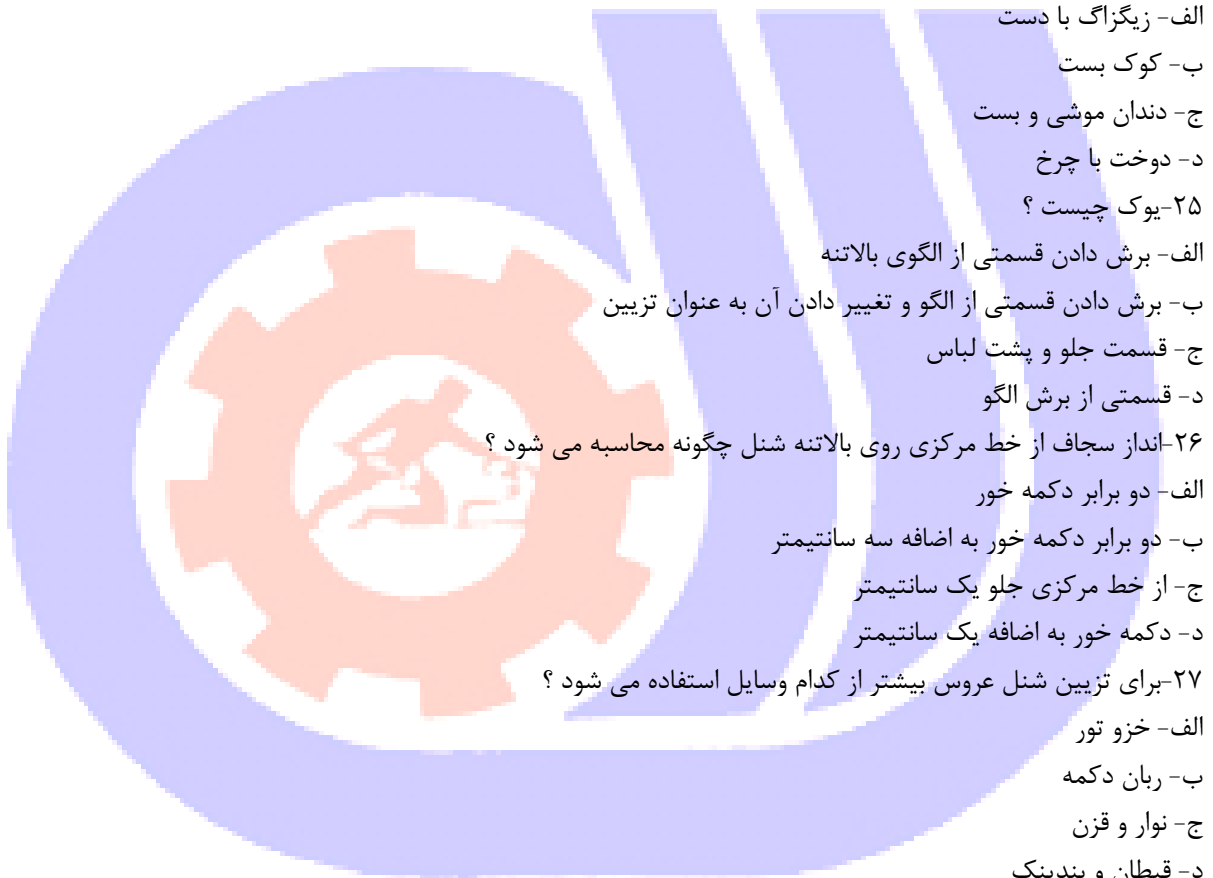 الف- زیگزاگ با دست
ب- کوک بست
ج- دندان موشی و بست
د- دوخت با چرخ
۲۵-یوک چیست ؟
الف- برش دادن قسمتی از الگوی بالاتنه
ب- برش دادن قسمتی از الگو و تغییر دادن آن به عنوان تزیین
ج- قسمت جلو و پشت لباس
د- قسمتی از برش الگو
۲۶-انداز سجاف از خط مرکزی روی بالاتنه شنل چگونه محاسبه می شود ؟
الف- دو برابر دکمه خور
ب- دو برابر دکمه خور به اضافه سه سانتیمتر
ج- از خط مرکزی جلو یک سانتیمتر
د- دکمه خور به اضافه یک سانتیمتر
۲۷-برای تزیین شنل عروس بیشتر از کدام وسایل استفاده می شود ؟
الف- خزو تور
ب- ربان دکمه
ج- نوار و قزن
د- قیطان و بندینک